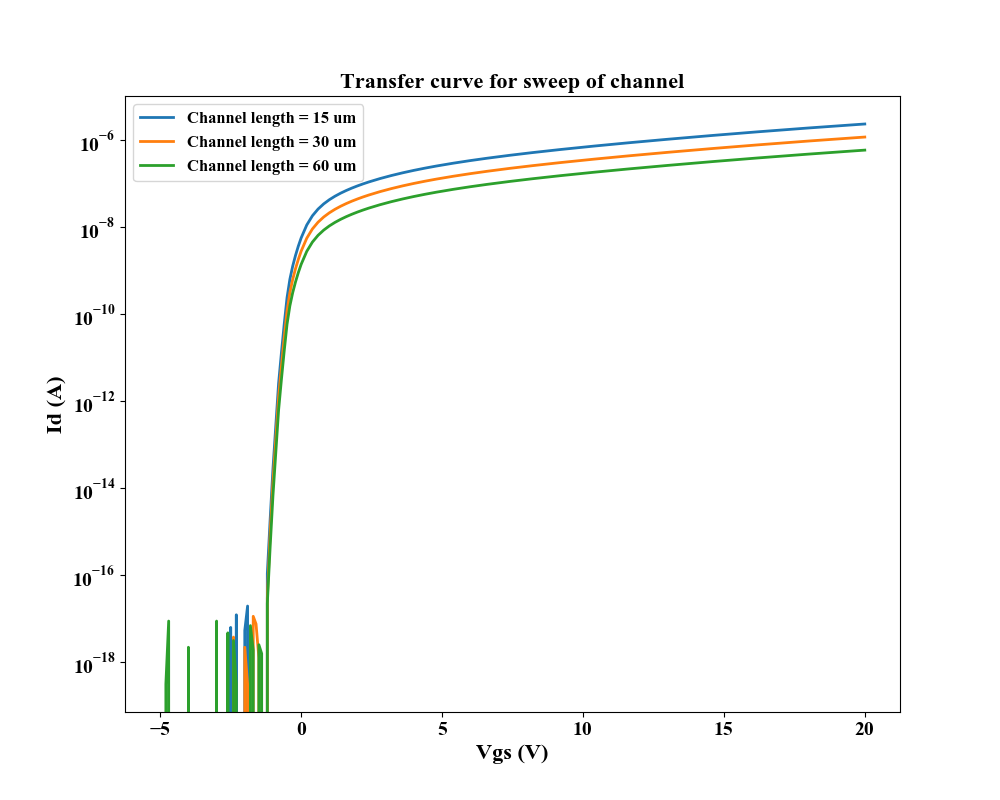 Transfer curve for sweep of channel
Channel length = 15 um
Channel length = 30 um
Channel length = 60 um
10⁻⁶
10⁻⁸
10⁻¹⁰
10⁻¹²
10⁻¹⁴
10⁻¹⁶
10⁻¹⁸
Id (A)
−5 0 5 10 15 20
Vgs (V)